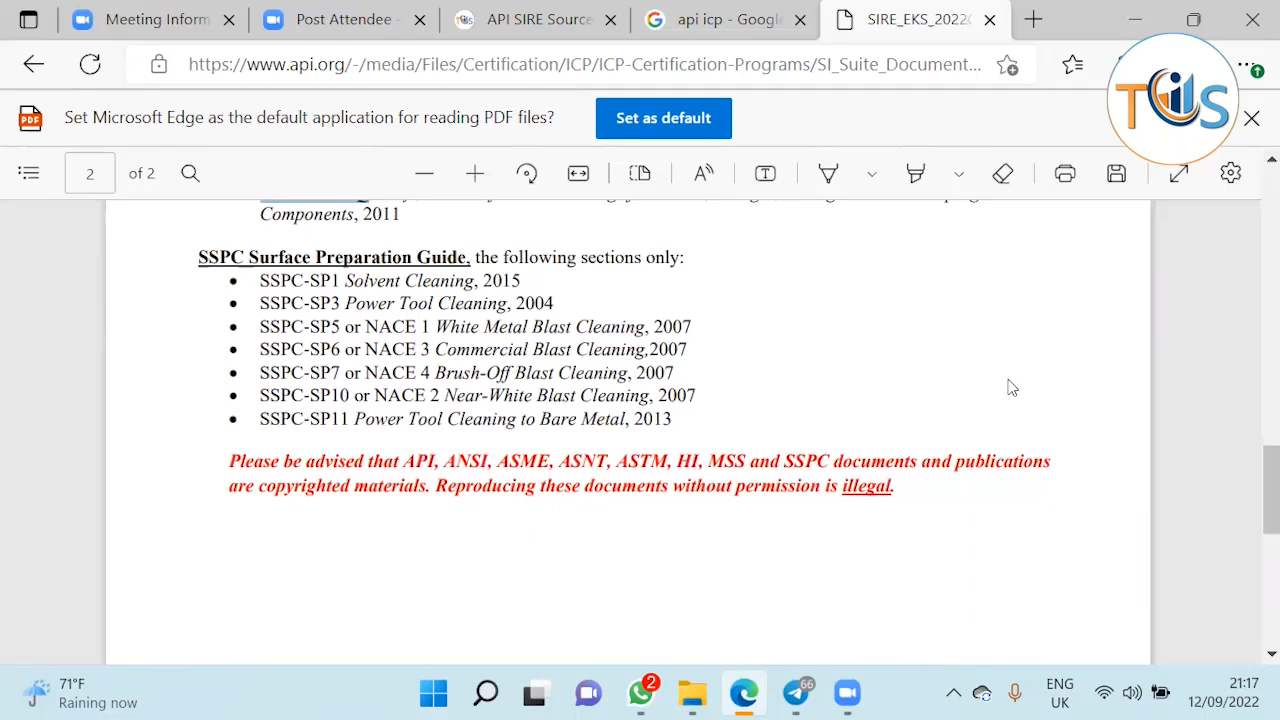 Meeting Inform
Post Attendee -
API SIRE Source
api icp - Google
SIRE_EKS_2022
https://www.api.org/-/media/Files/Certification/ICP/ICP-Certification-Programs/SI_Suite_Document...
TIS
PDF
Set Microsoft Edge as the default application for reading PDF files?
Set as default
2 of 2
Components, 2011
SSPC Surface Preparation Guide, the following sections only:
• SSPC-SP1 Solvent Cleaning, 2015
• SSPC-SP3 Power Tool Cleaning, 2004
• SSPC-SP5 or NACE 1 White Metal Blast Cleaning, 2007
• SSPC-SP6 or NACE 3 Commercial Blast Cleaning,2007
• SSPC-SP7 or NACE 4 Brush-Off Blast Cleaning, 2007
• SSPC-SP10 or NACE 2 Near-White Blast Cleaning, 2007
• SSPC-SP11 Power Tool Cleaning to Bare Metal, 2013
Please be advised that API, ANSI, ASME, ASNT, ASTM, HI, MSS and SSPC documents and publications
are copyrighted materials. Reproducing these documents without permission is illegal.
71°F
Raining now
2
66
ENG
UK
21:17
12/09/2022